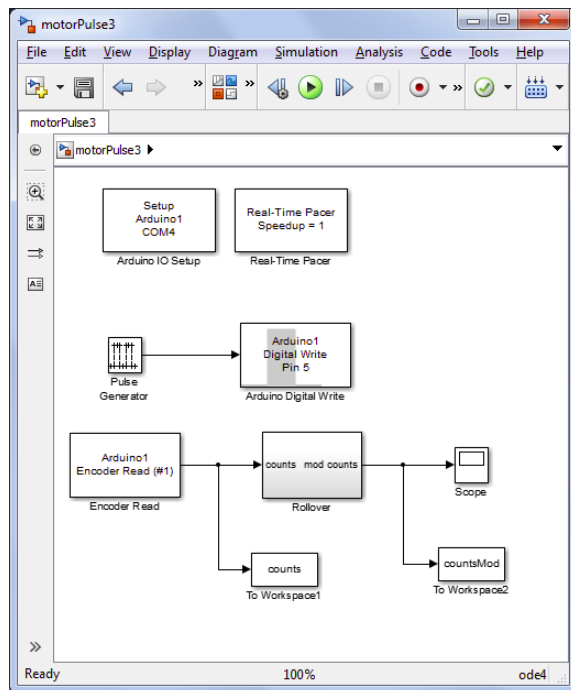 motorPulse3
File Edit View Display Diagram Simulation Analysis Code Tools Help
motorPulse3
motorPulse3
Setup
Arduino1
COM4
Arduino IO Setup
Real-Time Pacer
Speedup = 1
Real-Time Pacer
Pulse
Generator
Arduino1
Digital Write
Pin 5
Arduino Digital Write
Arduino1
Encoder Read (#1)
Encoder Read
counts mod counts
Rollover
Scope
counts
To Workspace1
countsMod
To Workspace2
Ready 100% ode4